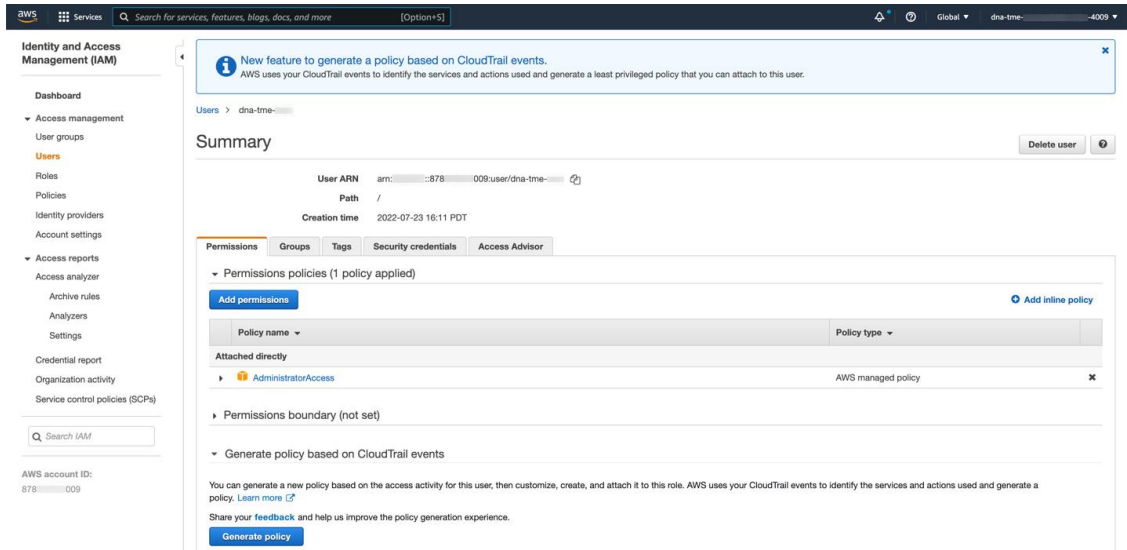 aws Services Search for services, features, blogs, docs, and more [Option+S] Global dna-tme- -4009
Identity and Access
Management (IAM)
Dashboard
Access management
User groups
Users
Roles
Policies
Identity providers
Account settings
Access reports
Access analyzer
Archive rules
Analyzers
Settings
Credential report
Organization activity
Service control policies (SCPs)
Search IAM
AWS account ID:
878 009
New feature to generate a policy based on CloudTrail events.
AWS uses your CloudTrail events to identify the services and actions used and generate a least privileged policy that you can attach to this user.
Users > dna-tme-
Summary
Delete user
User ARN arn: ::878 009:user/dna-tme-
Path /
Creation time 2022-07-23 16:11 PDT
Permissions Groups Tags Security credentials Access Advisor
Permissions policies (1 policy applied)
Add permissions Add inline policy
Policy name Policy type
Attached directly
AdministratorAccess AWS managed policy
Permissions boundary (not set)
Generate policy based on CloudTrail events
You can generate a new policy based on the access activity for this user, then customize, create, and attach it to this role. AWS uses your CloudTrail events to identify the services and actions used and generate a
policy. Learn more
Share your feedback and help us improve the policy generation experience.
Generate policy